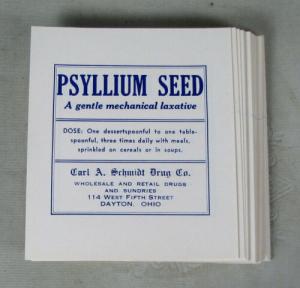 PSYLLIUM SEED
A gentle mechanical laxative
DOSE: One dessertspoonful to one table-
spoonful, three times daily with meals,
sprinkled on cereals or in soups.
Carl A. Schmidt Drug Co.
WHOLESALE AND RETAIL DRUGS
AND SUNDRIES
114 WEST FIFTH STREET
DAYTON, OHIO